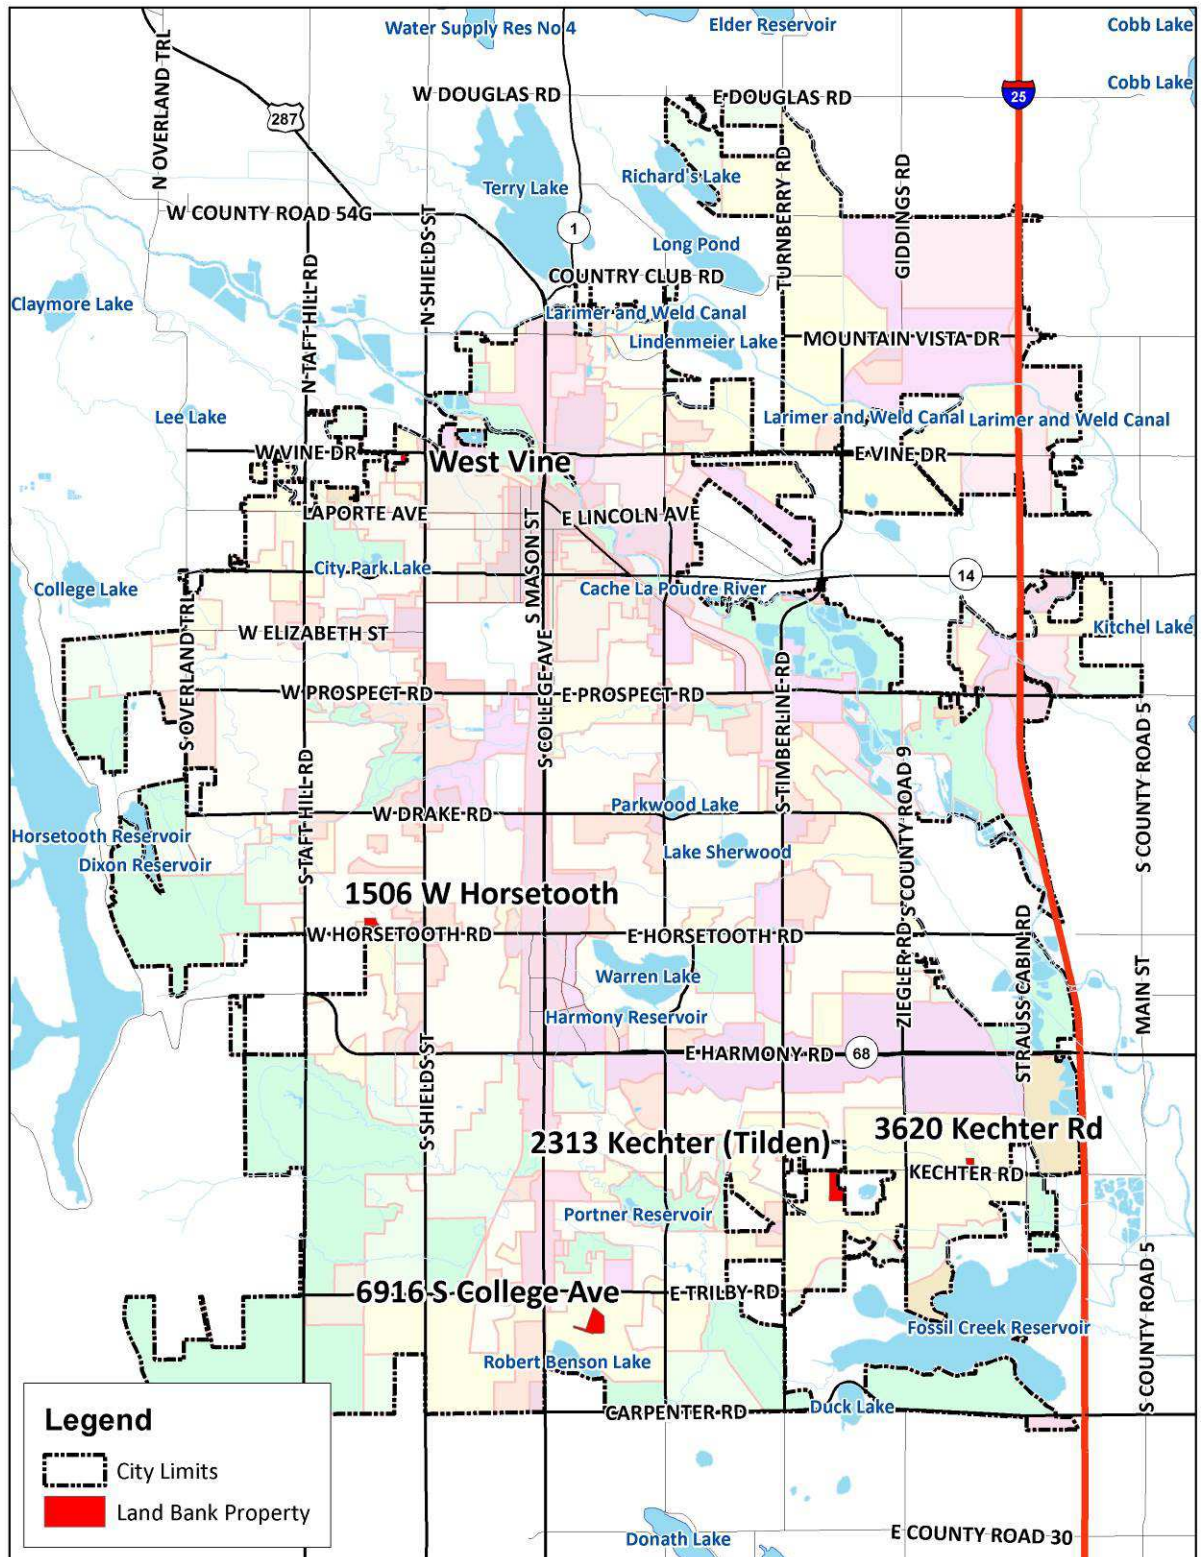 Water Supply Res No 4
Elder Reservoir
Cobb Lake
N OVERLAND TRL
Cobb Lake
W DOUGLAS RD
E DOUGLAS RD
25
287
Terry Lake
Richard's Lake
TURNBERRY RD
GIDDINGS RD
W COUNTY ROAD 54G
N SHIELDS ST
1
Long Pond
N TAFT HILL RD
COUNTRY CLUB RD
Claymore Lake
Larimer and Weld Canal
Lindenmeier Lake
MOUNTAIN VISTA DR
Lee Lake
Larimer and Weld Canal
Larimer and Weld Canal
W VINE DR
West Vine
E VINE DR
LAPORTE AVE
S MASON ST
E LINCOLN AVE
City Park Lake
14
College Lake
Cache La Poudre River
S OVERLAND TRL
W ELIZABETH ST
Kitchel Lake
S COLLEGE AVE
S TIMBERLINE RD
W PROSPECT RD
E PROSPECT RD
S COUNTY ROAD 5
S TAFT HILL RD
S COUNTY ROAD 9
W DRAKE RD
Parkwood Lake
Horsetooth Reservoir
Dixon Reservoir
Lake Sherwood
1506 W Horsetooth
W HORSETOOTH RD
E HORSETOOTH RD
ZIEGLER RD
STRAUSS CABIN RD
MAIN ST
Warren Lake
Harmony Reservoir
S SHIELDS ST
E HARMONY RD
68
2313 Kechter (Tilden)
3620 Kechter Rd
KECHTER RD
Portner Reservoir
S COUNTY ROAD 5
6916 S College Ave
E TRILBY RD
Fossil Creek Reservoir
Robert Benson Lake
CARPENTER RD
Duck Lake
Legend
City Limits
Land Bank Property
Donath Lake
E COUNTY ROAD 30